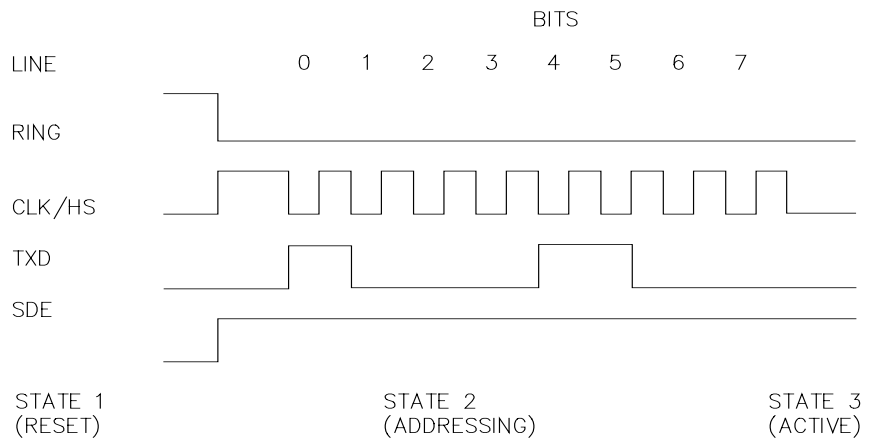 BITS
LINE 0 1 2 3 4 5 6 7
RING
CLK/HS
TXD
SDE
STATE 1 STATE 2 STATE 3
(RESET) (ADDRESSING) (ACTIVE)